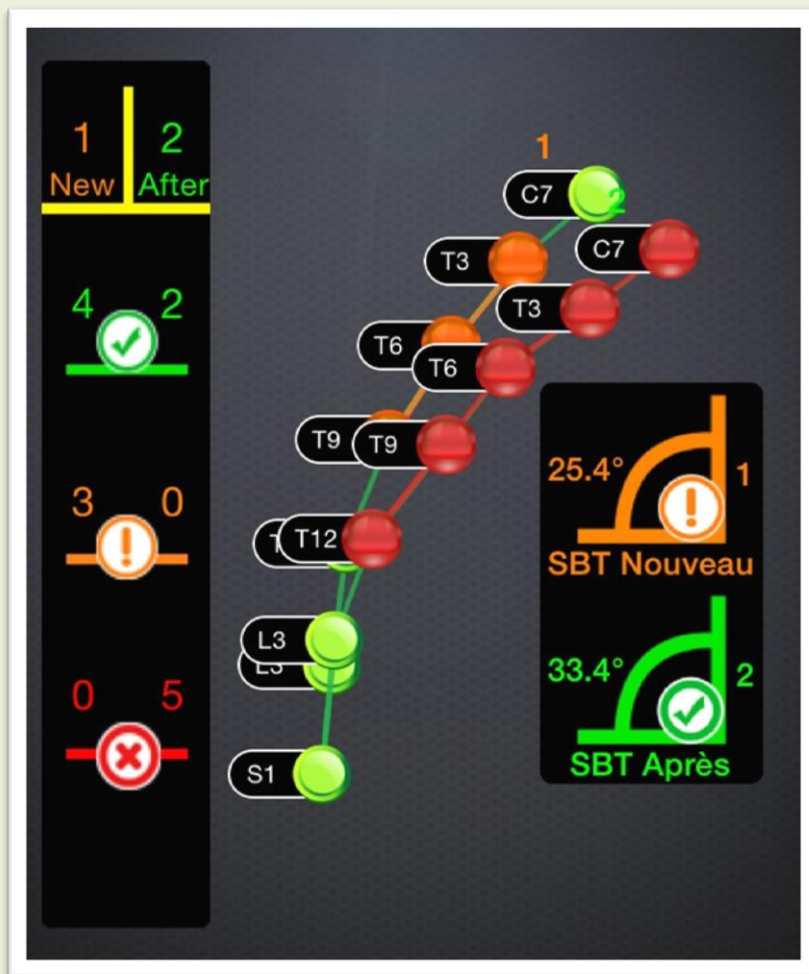 1 2
New After
4 2
3 0
0 5
1
C7
2
T3
C7
T3
T6
T6
T9
T9
T12
L3
L3
S1
25.4°
1
SBT Nouveau
33.4°
2
SBT Après